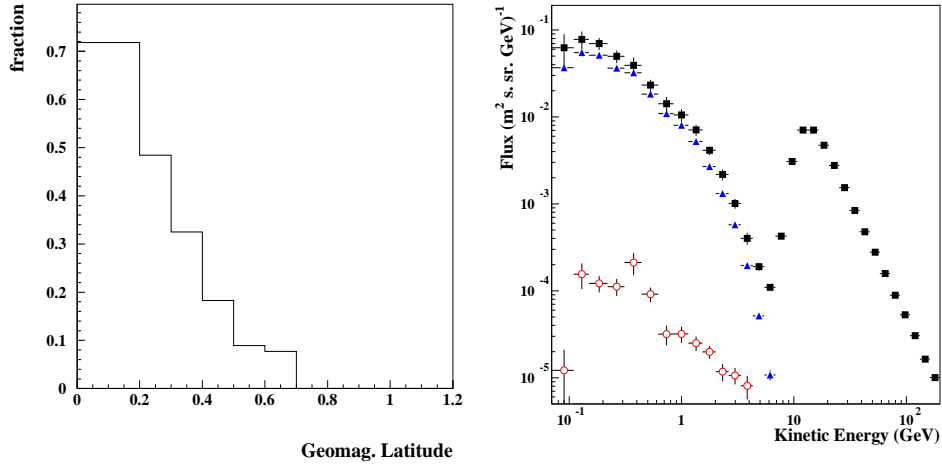 fraction
0.7
0.6
0.5
0.4
0.3
0.2
0.1
0
0 0.2 0.4 0.6 0.8 1 1.2
Geomag. Latitude
Flux (m² s. sr. GeV)⁻¹
10⁻¹
10⁻²
10⁻³
10⁻⁴
10⁻⁵
10⁻¹ 1 10 10²
Kinetic Energy (GeV)